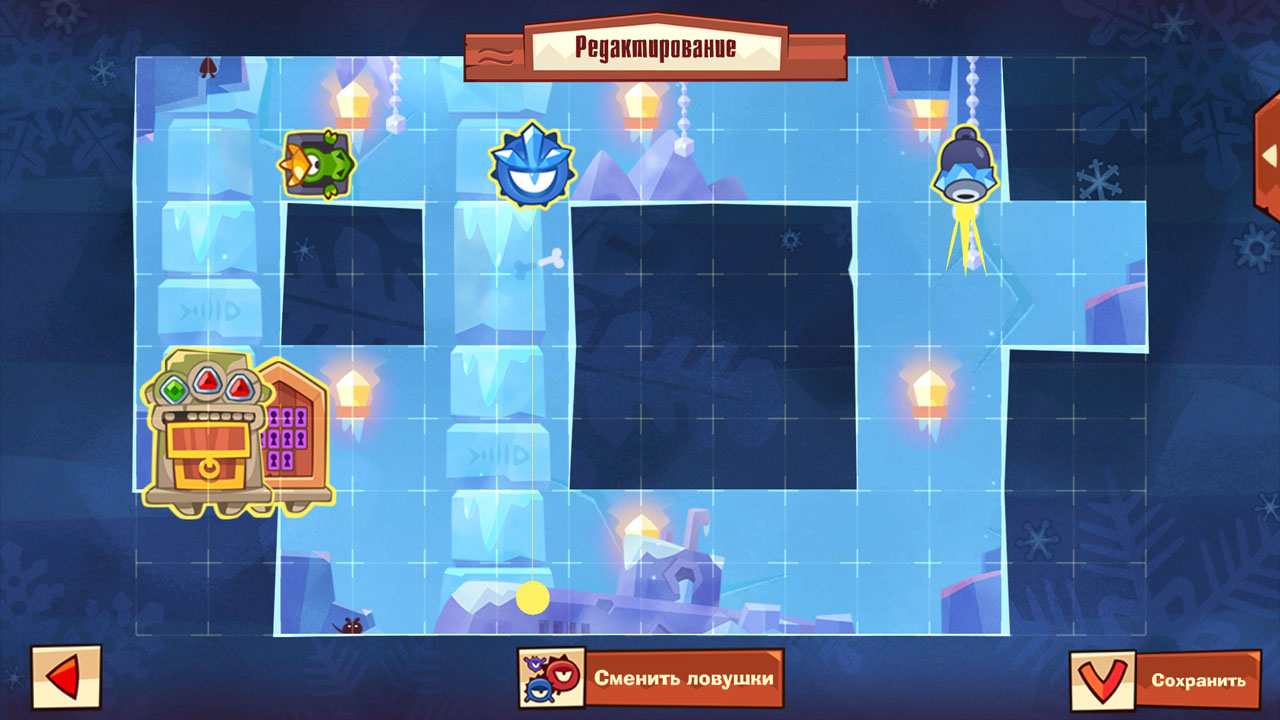 Редактирование
Сменить ловушки
Сохранить